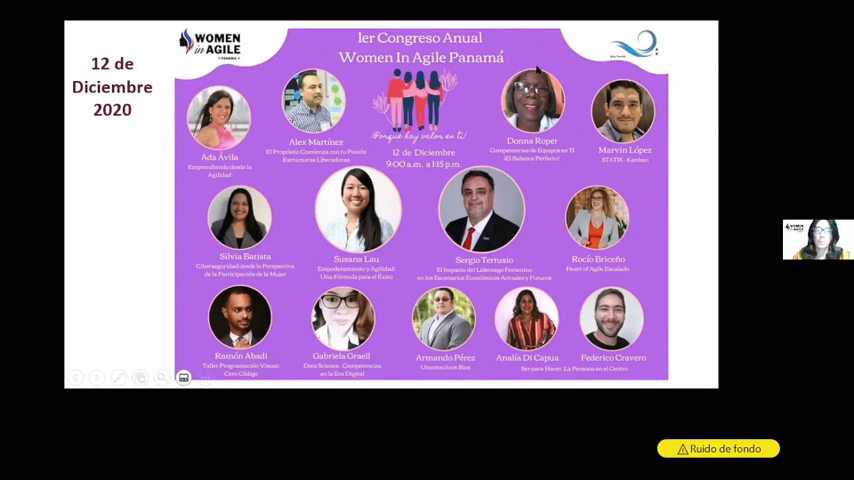 12 de
Diciembre
2020
WOMEN
in AGILE
PANAMA
1er Congreso Anual
Women In Agile Panamá
¡Porque hay valor en ti!
12 de Diciembre
9:00 a.m. a 1:15 p.m.
Ada Ávila
Emprendiendo desde la
Agilidad
Alex Martínez
El Propósito Comienza con tu Pasión
Estructuras Liberadoras
Donna Roper
Competencias de Equipos en TI
¡El Balance Perfecto!
Marvin López
STATIK - Kanban
Silvia Batista
Ciberseguridad desde la Perspectiva
de la Participación de la Mujer
Susana Lau
Empoderamiento y Agilidad:
Una Fórmula para el Éxito
Sergio Tertusio
El Impacto del Liderazgo Femenino
en los Escenarios Económicos Actuales y Futuros
Rocío Briceño
Heart of Agile Escalado
Ramón Abadi
Taller Programación Visual:
Cero Código
Gabriela Graell
Data Science. Competencias
en la Era Digital
Armando Pérez
Unconscious Bias
Analía Di Capua
Federico Cravero
Ser para Hacer, La Persona en el Centro
WOMEN
in AGILE
Ruido de fondo